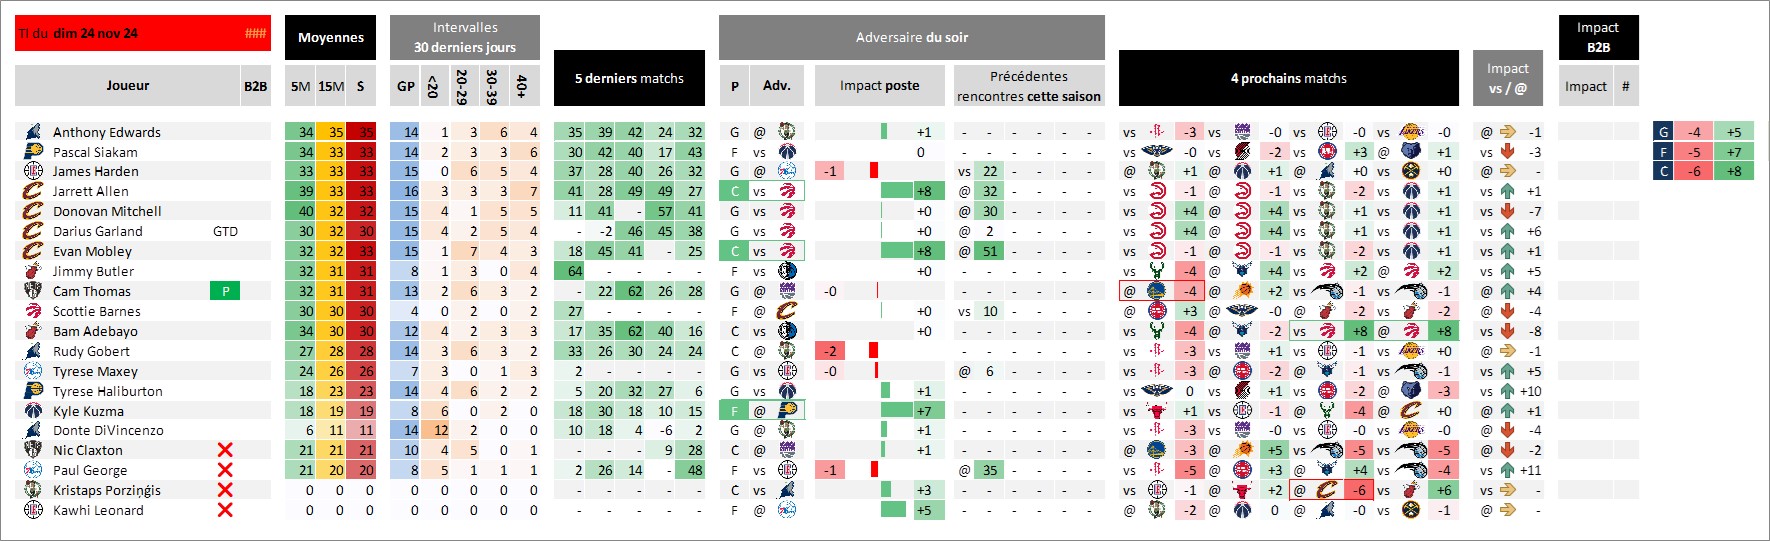 TI du dim 24 nov 24 ###
Moyennes
Intervalles
30 derniers jours
5 derniers matchs
Adversaire du soir
4 prochains matchs
Impact
vs / @
Impact
B2B
Joueur B2B 5M 15M S GP <20 20-29 30-39 40+ P Adv. Impact poste Précédentes
rencontres cette saison
Impact #
Anthony Edwards 34 35 35 14 1 3 6 4 35 39 42 24 32 G @ +1 - - - - - vs -3 vs -0 vs -0 vs -0 @ -1
Pascal Siakam 34 33 33 14 2 3 3 6 30 42 40 17 43 F vs 0 - - - - - vs -0 vs -2 vs +3 @ +1 vs -3
James Harden 33 33 33 15 0 6 5 4 37 28 40 26 32 G @ -1 vs 22 - - - - @ +1 @ +1 @ +0 vs +0 @ -
Jarrett Allen 39 33 33 16 3 3 3 7 41 28 49 49 27 C vs +8 @ 32 - - - - vs -1 @ -1 vs -2 vs +1 vs +1
Donovan Mitchell 40 32 32 15 4 1 5 5 11 41 - 57 41 G vs +0 @ 30 - - - - vs +4 @ +4 vs +1 vs +1 vs -7
Darius Garland GTD 30 32 30 15 4 2 5 4 - -2 46 45 38 G vs +0 @ 2 - - - - vs +4 @ +4 vs +1 vs +1 vs +6
Evan Mobley 32 32 33 15 1 7 4 3 18 45 41 - 25 C vs +8 @ 51 - - - - vs -1 @ -1 vs -2 vs +1 vs +1
Jimmy Butler 32 31 31 8 1 3 0 4 64 - - - - F vs +0 - - - - - vs -4 @ +4 vs +2 @ +2 vs +5
Cam Thomas P 32 31 31 13 2 6 3 2 - 22 62 26 28 G @ -0 - - - - - @ -4 @ +2 vs -1 vs -1 @ +4
Scottie Barnes 30 30 30 4 0 2 0 2 27 - - - - F @ +0 vs 10 - - - - @ +3 @ -0 @ -2 vs -2 @ -4
Bam Adebayo 34 30 30 12 4 2 3 3 17 35 62 40 16 C vs +0 - - - - - vs -4 @ -2 vs +8 @ +8 vs -8
Rudy Gobert 27 28 28 14 3 6 3 2 33 26 30 24 24 C @ -2 - - - - - vs -3 vs +1 vs -1 vs +0 @ -1
Tyrese Maxey 24 26 26 7 3 0 1 3 2 - - - - G vs -0 @ 6 - - - - vs -3 @ -2 @ -1 vs -1 vs +5
Tyrese Haliburton 18 23 23 14 4 6 2 2 5 20 32 27 6 G vs +1 - - - - - vs 0 vs +1 vs -2 @ -3 vs +10
Kyle Kuzma 18 19 19 8 6 0 2 0 18 30 18 10 15 F @ +7 - - - - - vs +1 vs -1 @ -4 @ +0 @ +1
Donte DiVincenzo 6 11 11 14 12 2 0 0 10 18 4 -6 2 G @ +1 - - - - - vs -3 vs -0 vs -0 vs -0 @ -4
Nic Claxton 21 21 21 10 4 5 0 1 - - - 9 28 C @ +1 - - - - - @ -3 @ +5 vs -5 vs -5 @ -2
Paul George 21 20 20 8 5 1 1 1 2 26 14 - 48 F vs -1 @ 35 - - - - vs -5 @ +3 @ +4 vs -4 vs +11
Kristaps Porziņģis 0 0 0 0 0 0 0 0 - - - - - C vs +3 - - - - - vs -1 @ +2 @ -6 vs +6 vs -
Kawhi Leonard 0 0 0 0 0 0 0 0 - - - - - F @ +5 - - - - - @ -2 @ 0 @ -0 vs -1 @ -
G -4 +5
F -5 +7
C -6 +8